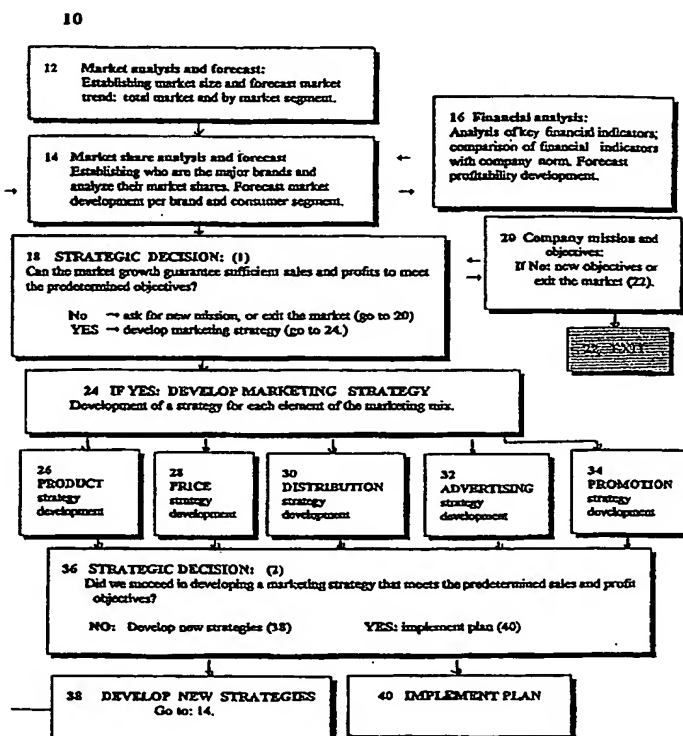 10
12 Market analysis and forecast:
Establishing market size and forecast market
trend: total market and by market segment.
14 Market share analysis and forecast
Establishing who are the major brands and
analyze their market shares. Forecast market
development per brand and consumer segment.
16 Financial analysis:
Analysis of key financial indicators;
comparison of financial indicators
with company norm. Forecast
profitability development.
18 STRATEGIC DECISION: (1)
Can the market growth guarantee sufficient sales and profits to meet
the predetermined objectives?
No → ask for new mission, or exit the market (go to 20)
YES → develop marketing strategy (go to 24.)
20 Company mission and
objectives:
If No: new objectives or
exit the market (22).
22 EXIT
24 IF YES: DEVELOP MARKETING STRATEGY
Development of a strategy for each element of the marketing mix.
26
PRODUCT
strategy
development
28
PRICE
strategy
development
30
DISTRIBUTION
strategy
development
32
ADVERTISING
strategy
development
34
PROMOTION
strategy
development
36 STRATEGIC DECISION: (2)
Did we succeed in developing a marketing strategy that meets the predetermined sales and profit
objectives?
NO: Develop new strategies (38) YES: implement plan (40)
38 DEVELOP NEW STRATEGIES
Go to: 14.
40 IMPLEMENT PLAN